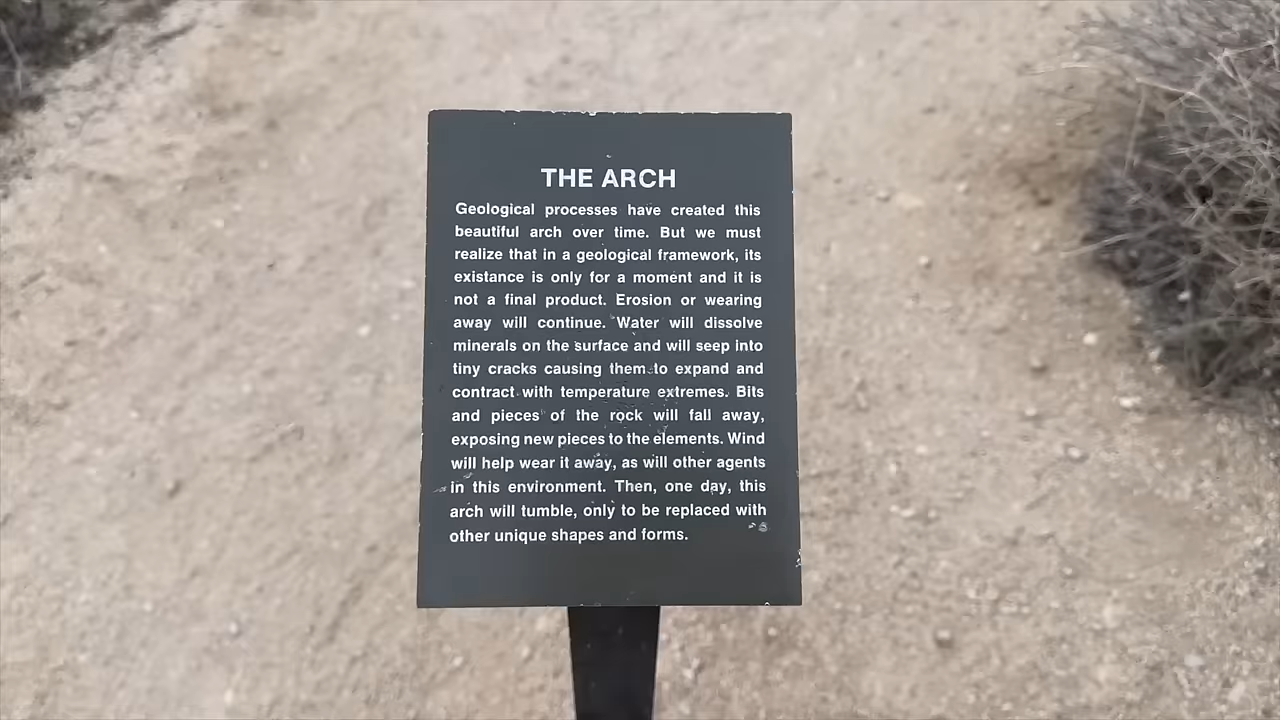 THE ARCH
Geological processes have created this
beautiful arch over time. But we must
realize that in a geological framework, its
existance is only for a moment and it is
not a final product. Erosion or wearing
away will continue. Water will dissolve
minerals on the surface and will seep into
tiny cracks causing them to expand and
contract with temperature extremes. Bits
and pieces of the rock will fall away,
exposing new pieces to the elements. Wind
will help wear it away, as will other agents
in this environment. Then, one day, this
arch will tumble, only to be replaced with
other unique shapes and forms.